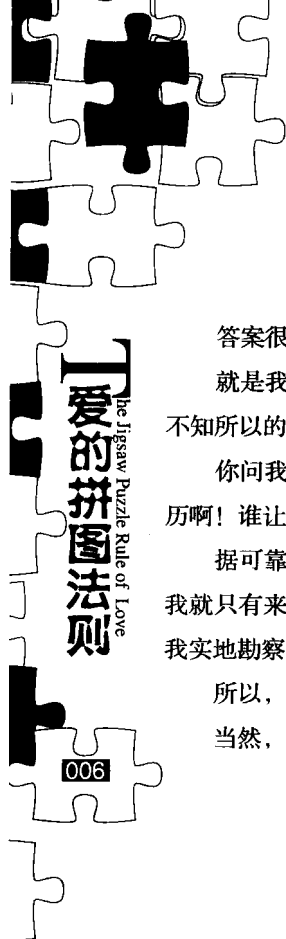 The Jigsaw Puzzle Rule of Love
爱的拼图法则
006
答案很
就是我
不知所以的
你问我
历啊！谁让
据可靠
我就只有来
我实地勘察
所以，
当然，